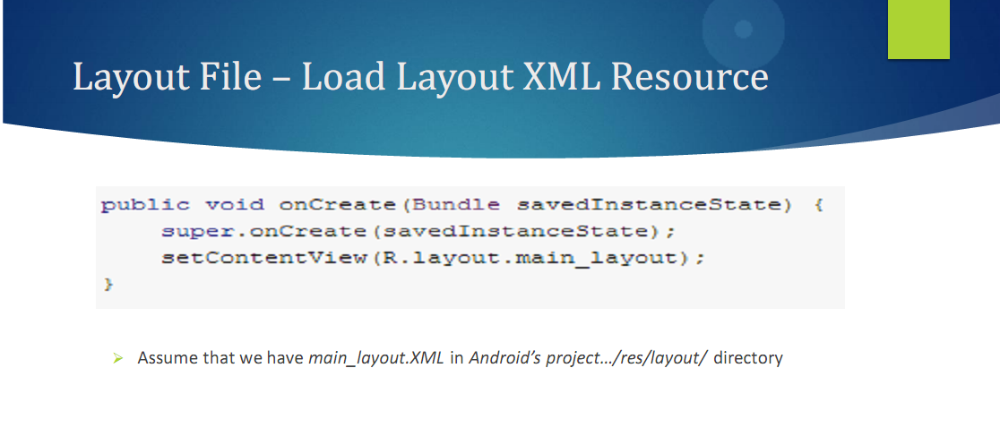 Layout File – Load Layout XML Resource
public void onCreate(Bundle savedInstanceState) {
super.onCreate(savedInstanceState);
setContentView(R.layout.main_layout);
}
Assume that we have main_layout.XML in Android’s project…/res/layout/ directory